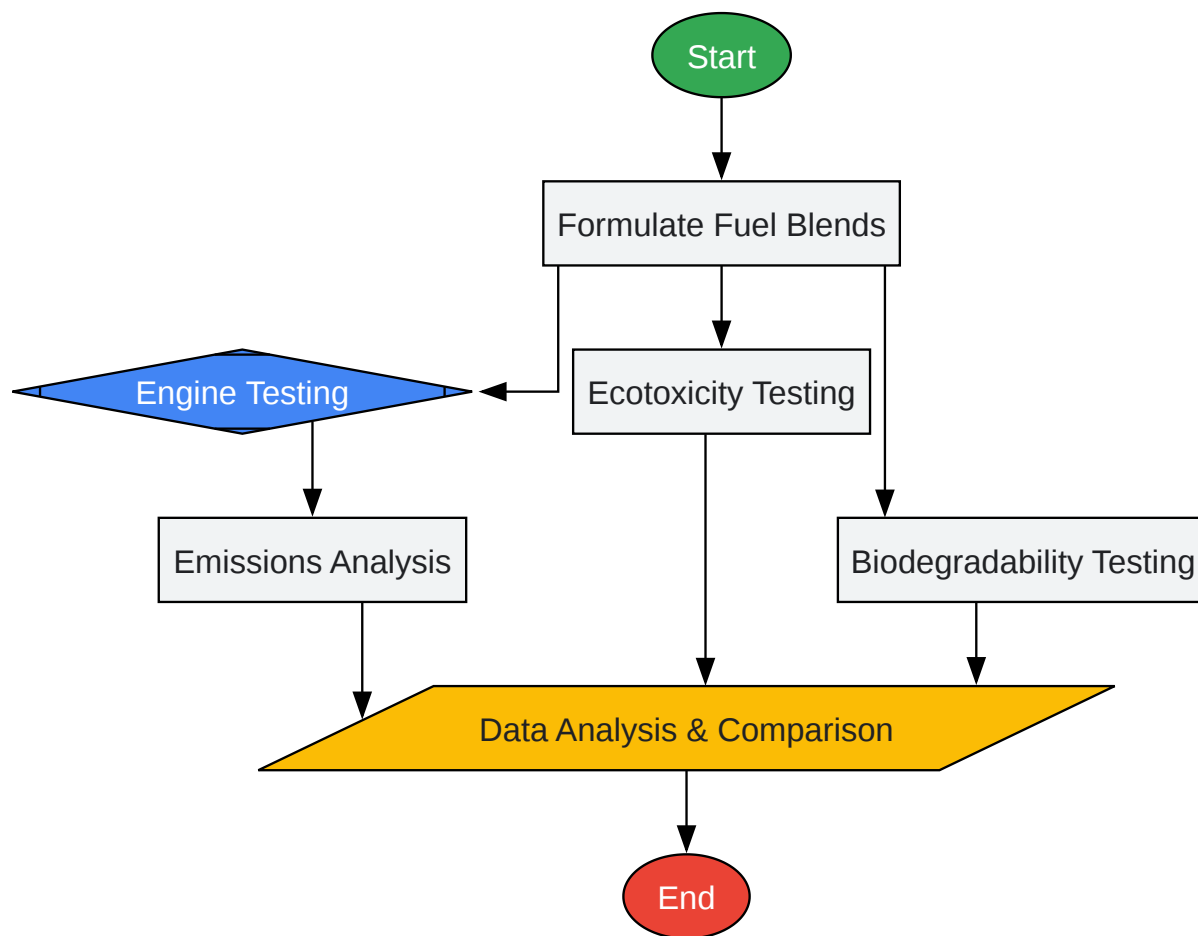 Start
Formulate Fuel Blends
Engine Testing
Ecotoxicity Testing
Emissions Analysis
Biodegradability Testing
Data Analysis & Comparison
End